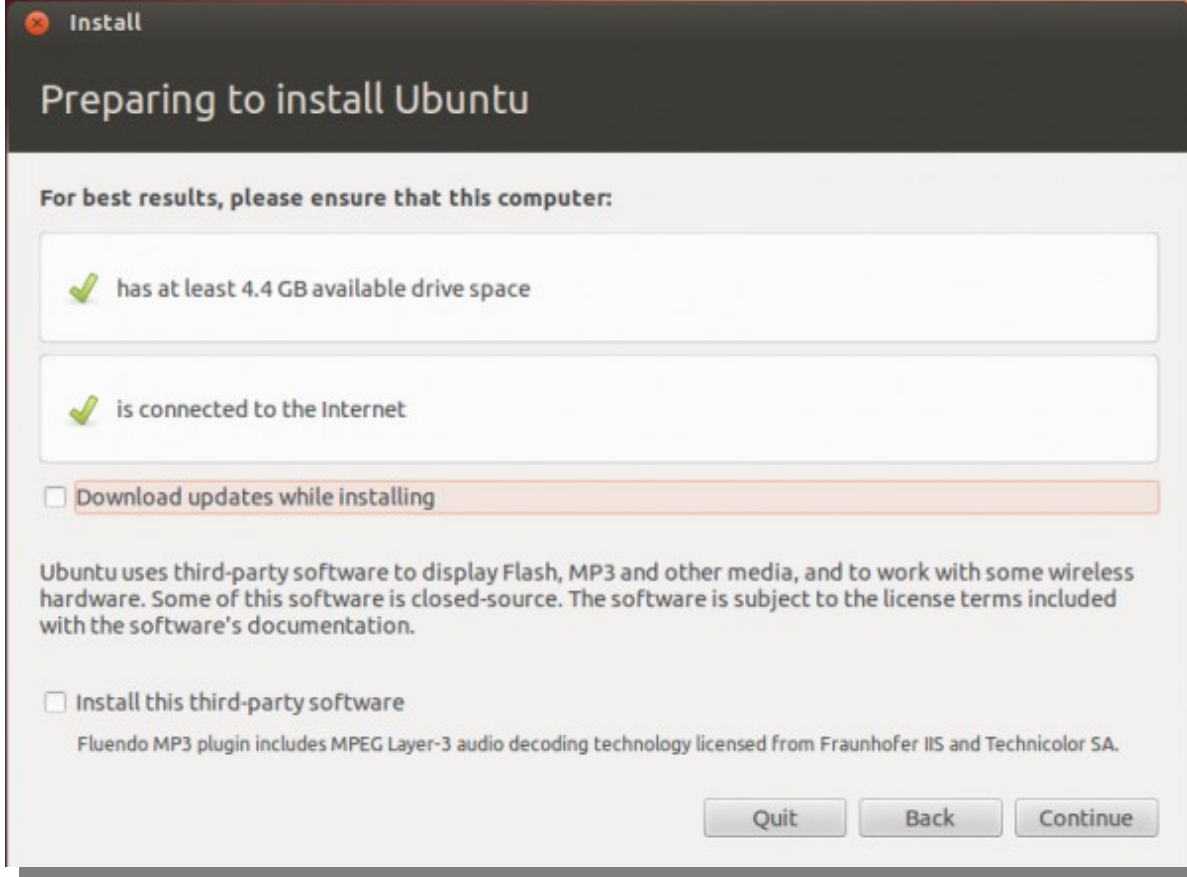 Install
Preparing to install Ubuntu
For best results, please ensure that this computer:
has at least 4.4 GB available drive space
is connected to the Internet
Download updates while installing
Ubuntu uses third-party software to display Flash, MP3 and other media, and to work with some wireless
hardware. Some of this software is closed-source. The software is subject to the license terms included
with the software's documentation.
Install this third-party software
Fluendo MP3 plugin includes MPEG Layer-3 audio decoding technology licensed from Fraunhofer IIS and Technicolor SA.
Quit Back Continue